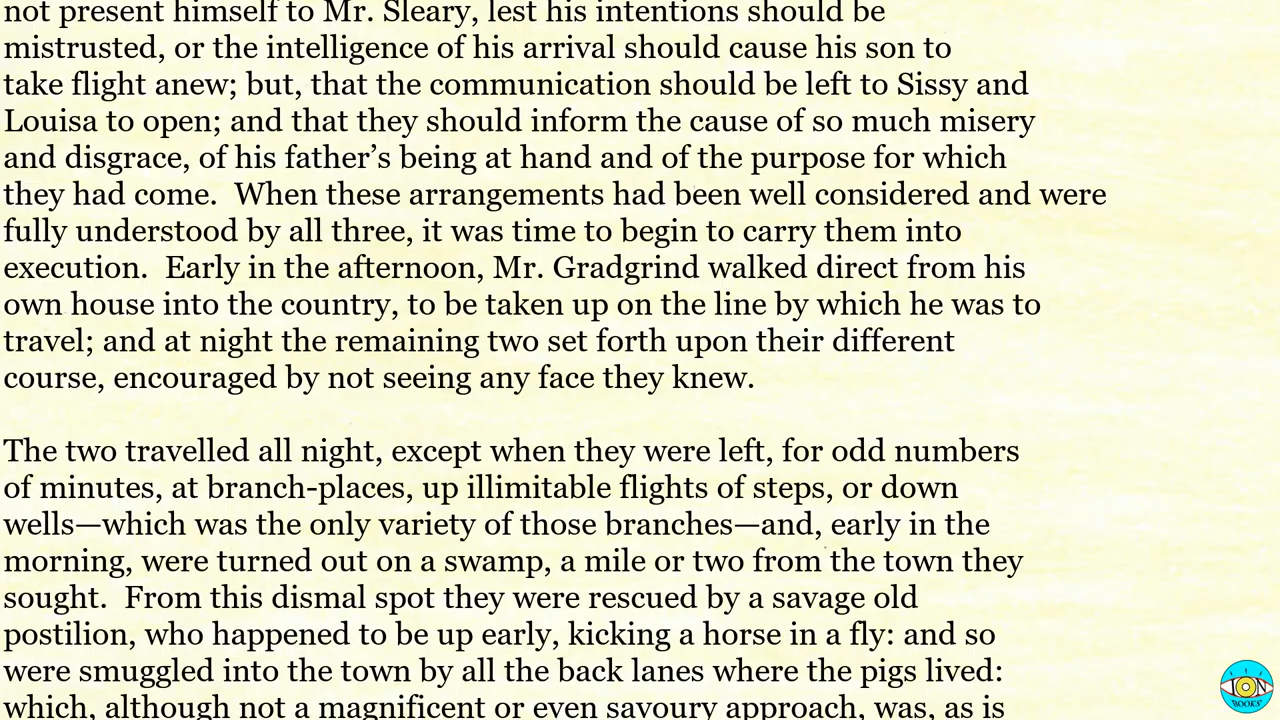 not present himself to Mr. Sleary, lest his intentions should be
mistrusted, or the intelligence of his arrival should cause his son to
take flight anew; but, that the communication should be left to Sissy and
Louisa to open; and that they should inform the cause of so much misery
and disgrace, of his father’s being at hand and of the purpose for which
they had come.  When these arrangements had been well considered and were
fully understood by all three, it was time to begin to carry them into
execution.  Early in the afternoon, Mr. Gradgrind walked direct from his
own house into the country, to be taken up on the line by which he was to
travel; and at night the remaining two set forth upon their different
course, encouraged by not seeing any face they knew.

The two travelled all night, except when they were left, for odd numbers
of minutes, at branch-places, up illimitable flights of steps, or down
wells—which was the only variety of those branches—and, early in the
morning, were turned out on a swamp, a mile or two from the town they
sought.  From this dismal spot they were rescued by a savage old
postilion, who happened to be up early, kicking a horse in a fly: and so
were smuggled into the town by all the back lanes where the pigs lived:
which, although not a magnificent or even savoury approach, was, as is
ION
BOOKS